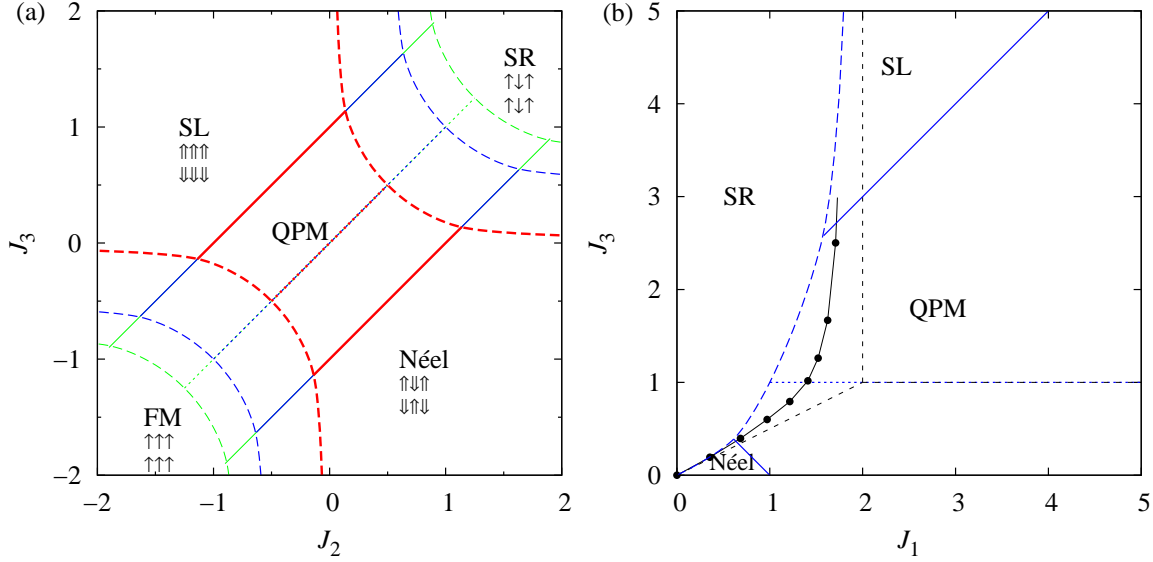 (a)
2
1
0
−1
−2
−2
−1
0
1
2
J3
J2
SL
⇑⇑⇑
⇓⇓⇓
SR
↑↓↑
↑↓↑
QPM
Néel
⇑⇓⇑
⇓⇑⇓
FM
↑↑↑
↑↑↑
(b)
5
4
3
2
1
0
0
1
2
3
4
5
J3
J1
SL
SR
QPM
Néel